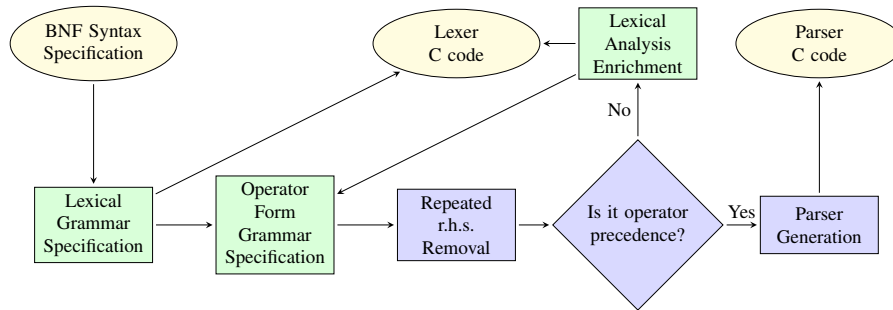 BNF Syntax
Specification
Lexer
C code
Lexical
Analysis
Enrichment
Parser
C code
No
Lexical
Grammar
Specification
Operator
Form
Grammar
Specification
Repeated
r.h.s.
Removal
Is it operator
precedence?
Yes
Parser
Generation